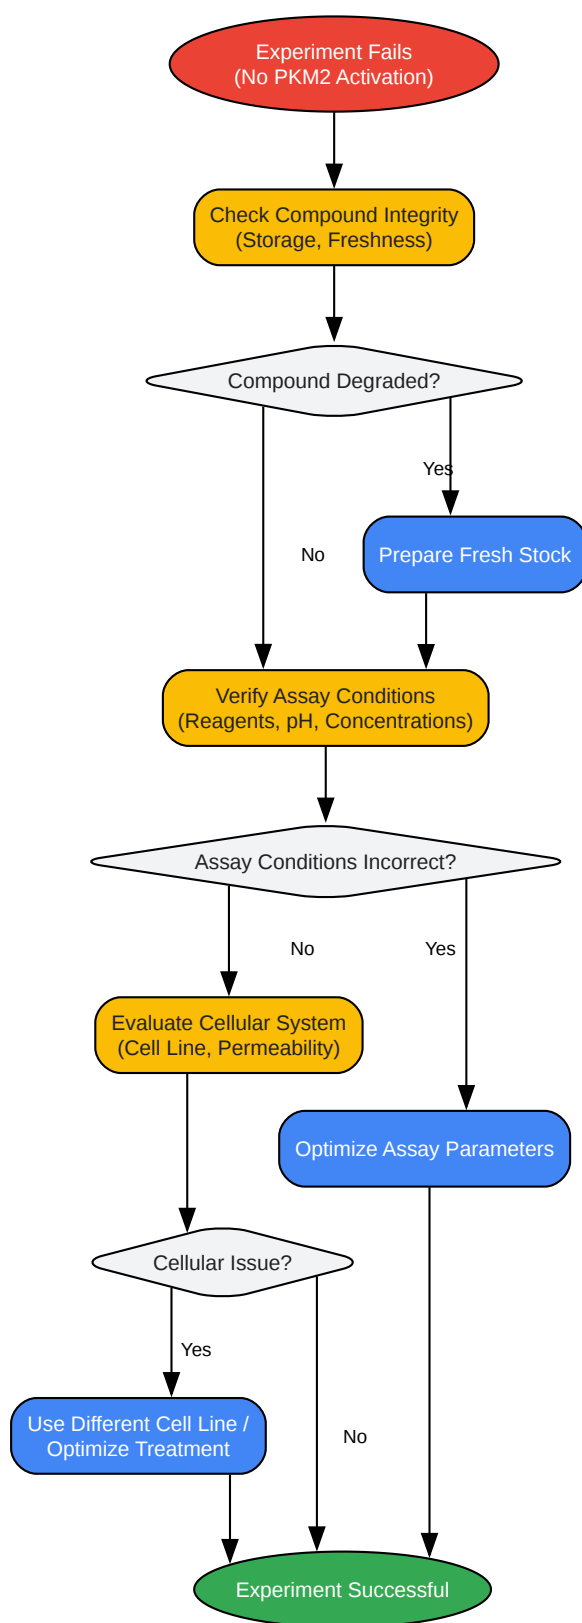 Experiment Fails
(No PKM2 Activation)
Check Compound Integrity
(Storage, Freshness)
Compound Degraded?
Yes
No
Prepare Fresh Stock
Verify Assay Conditions
(Reagents, pH, Concentrations)
Assay Conditions Incorrect?
No
Yes
Evaluate Cellular System
(Cell Line, Permeability)
Optimize Assay Parameters
Cellular Issue?
Yes
Use Different Cell Line /
Optimize Treatment
No
Experiment Successful